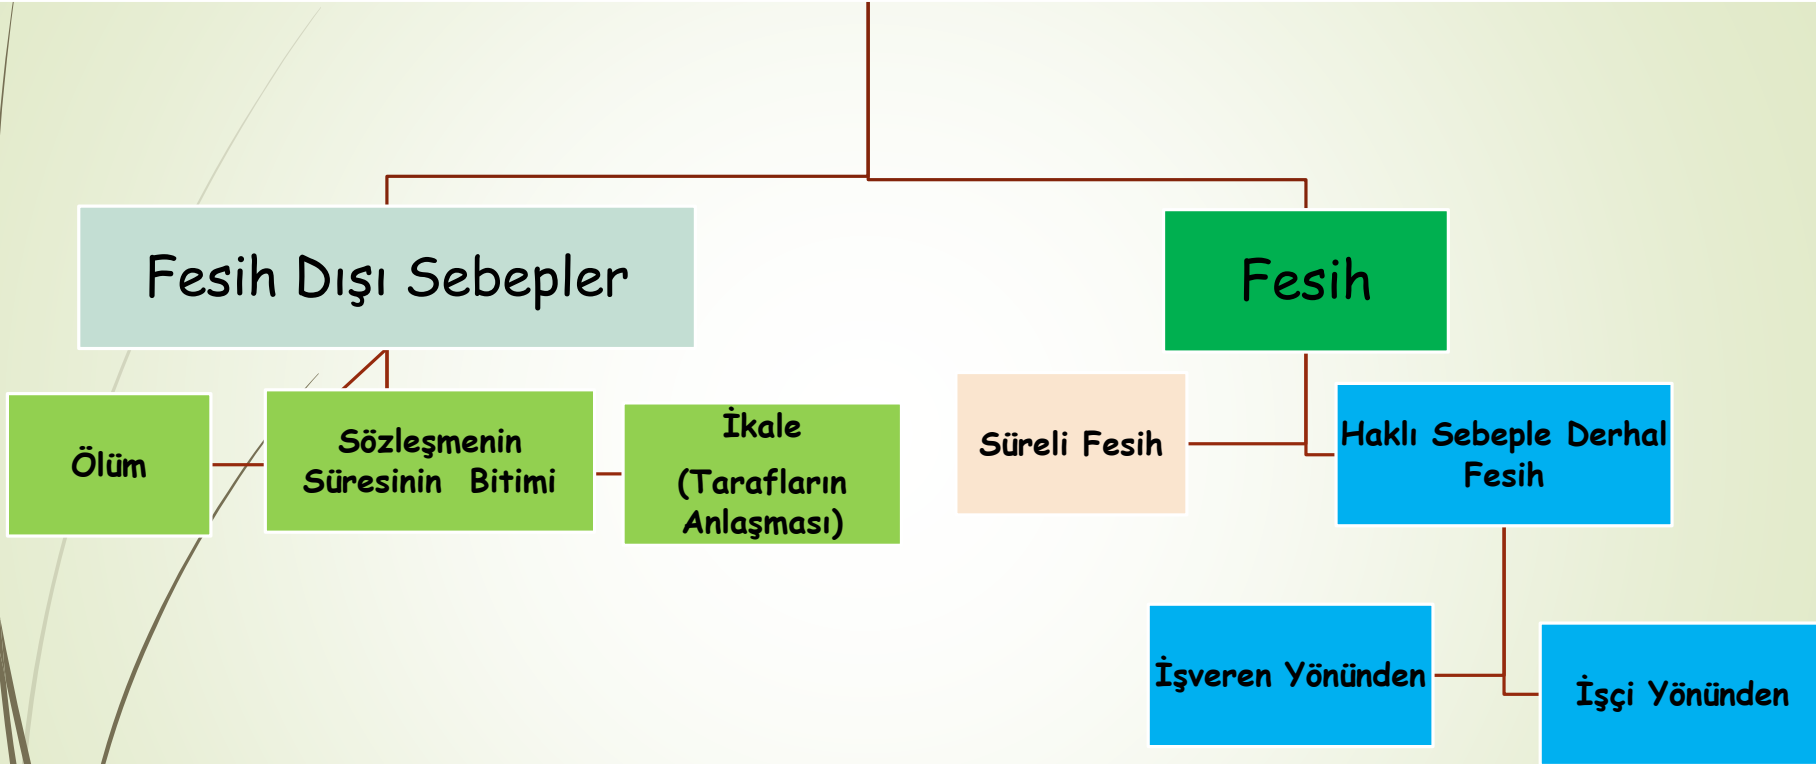 Fesih Dışı Sebepler
Fesih
Ölüm
Sözleşmenin
Süresinin Bitimi
İkale
(Tarafların
Anlaşması)
Süreli Fesih
Haklı Sebeple Derhal
Fesih
İşveren Yönünden
İşçi Yönünden